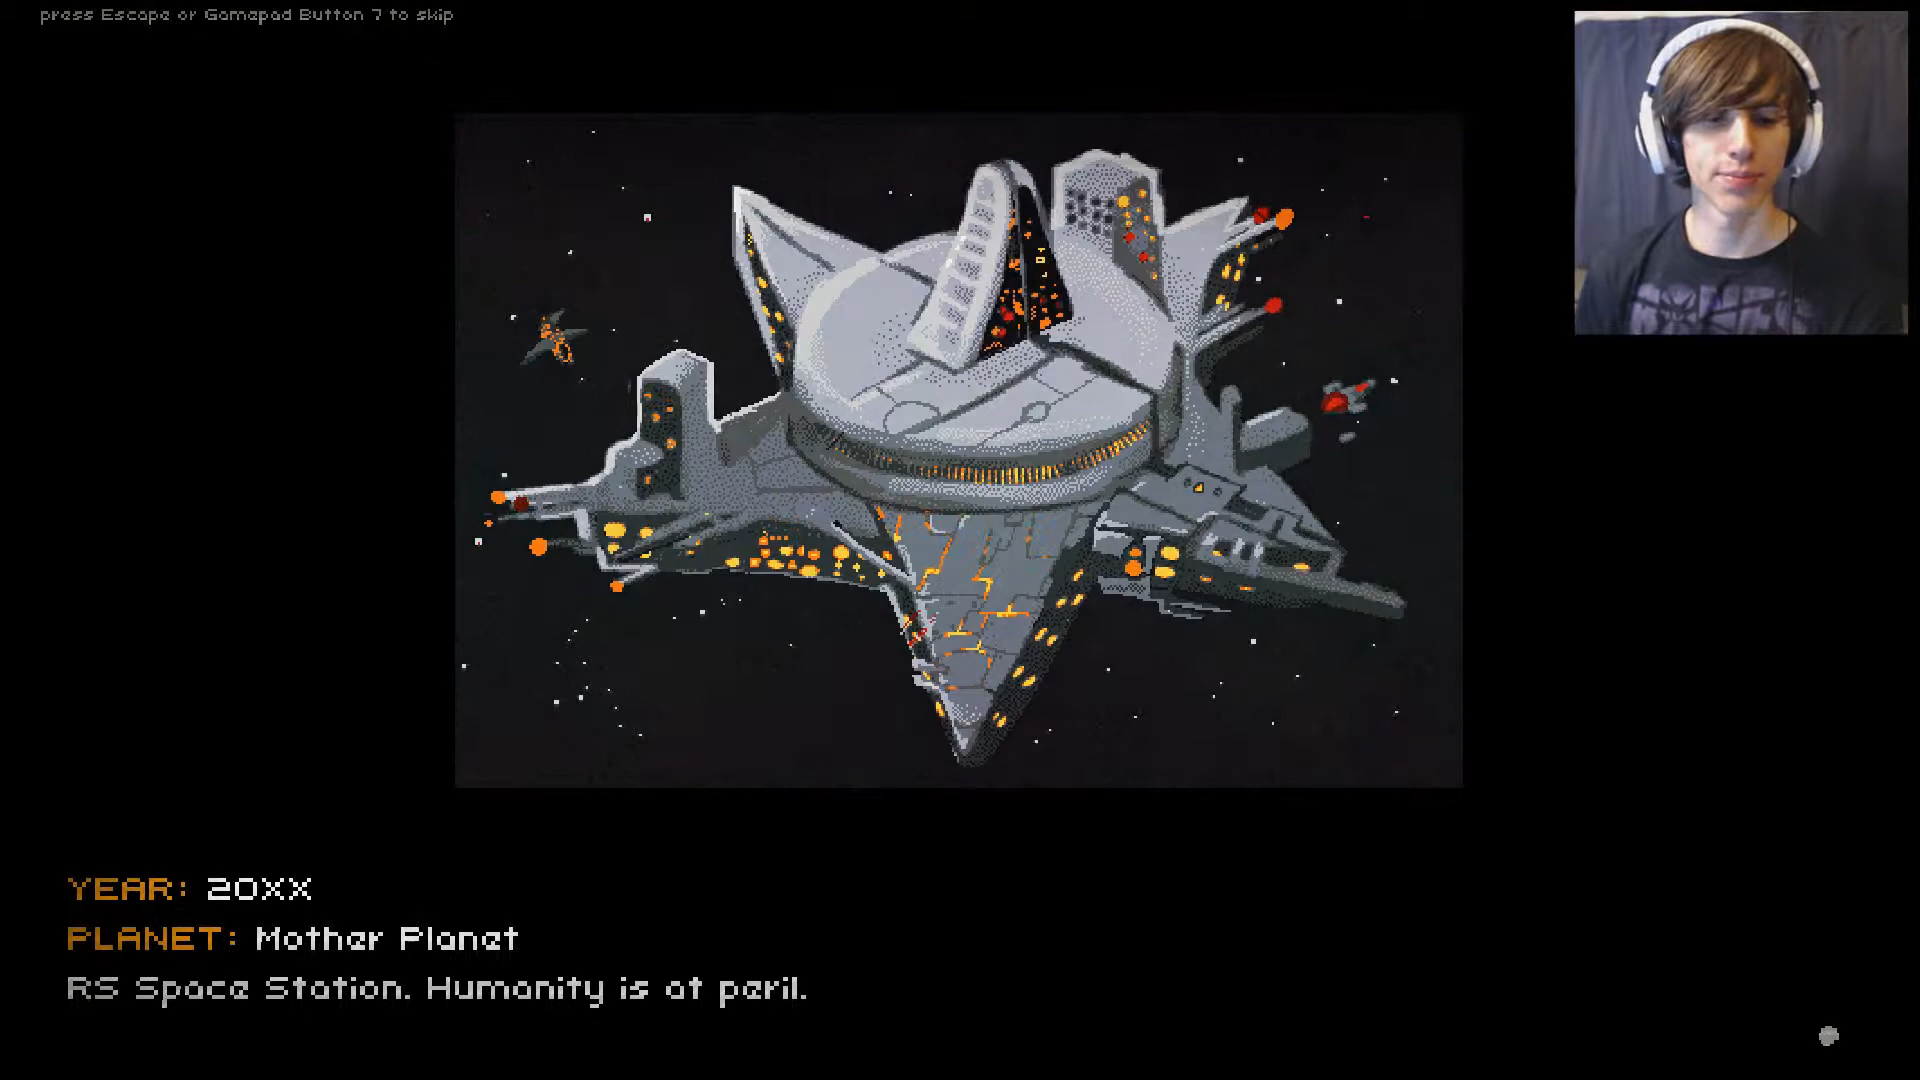 press Escape or Gamepad Button 7 to skip
YEAR: 20XX
PLANET: Mother Planet
RS Space Station. Humanity is at peril.